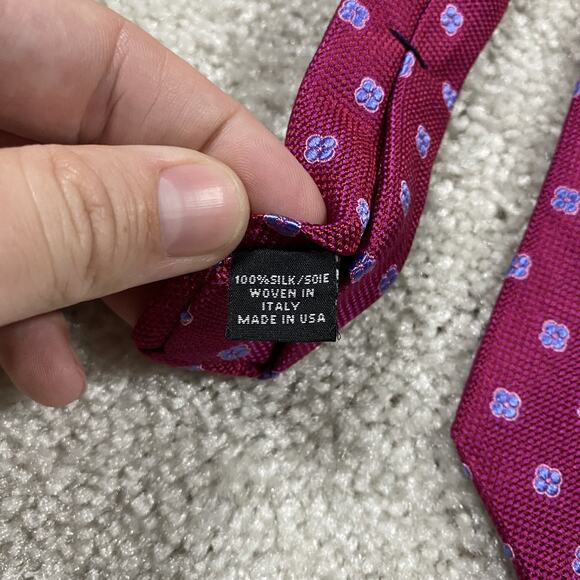 100%SILK/SOIE
WOVEN IN
ITALY
MADE IN USA